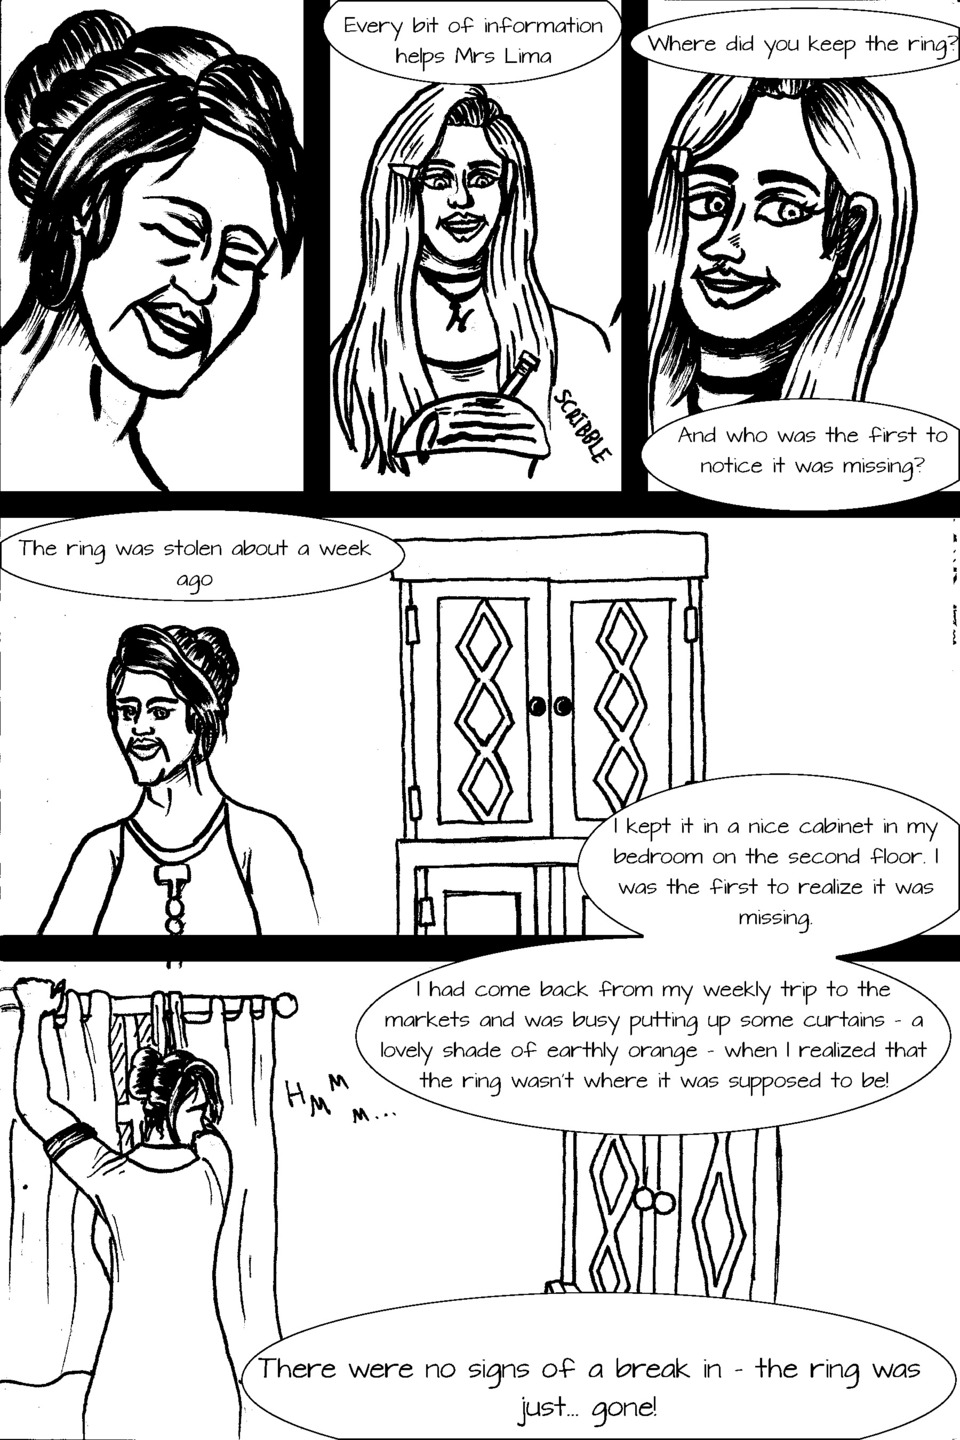 Every bit of information
helps Mrs Lima
SCRIBBLE
Where did you keep the ring?
And who was the first to
notice it was missing?
The ring was stolen about a week
ago
I kept it in a nice cabinet in my
bedroom on the second floor. I
was the first to realize it was
missing.
I had come back from my weekly trip to the
markets and was busy putting up some curtains - a
lovely shade of earthly orange - when I realized that
the ring wasn't where it was supposed to be!
HMMM...
There were no signs of a break in - the ring was
just... gone!